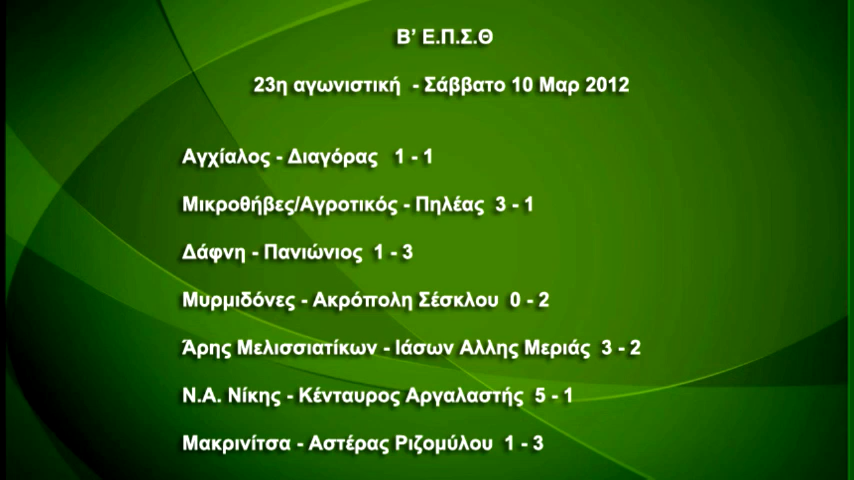 Β’ Ε.Π.Σ.Θ
23η αγωνιστική - Σάββατο 10 Μαρ 2012
Αγχίαλος - Διαγόρας 1 - 1
Μικροθήβες/Αγροτικός - Πηλέας 3 - 1
Δάφνη - Πανιώνιος 1 - 3
Μυρμιδόνες - Ακρόπολη Σέσκλου 0 - 2
Άρης Μελισσιατίκων - Ιάσων Αλλης Μεριάς 3 - 2
Ν.Α. Νίκης - Κένταυρος Αργαλαστής 5 - 1
Μακρινίτσα - Αστέρας Ριζομύλου 1 - 3